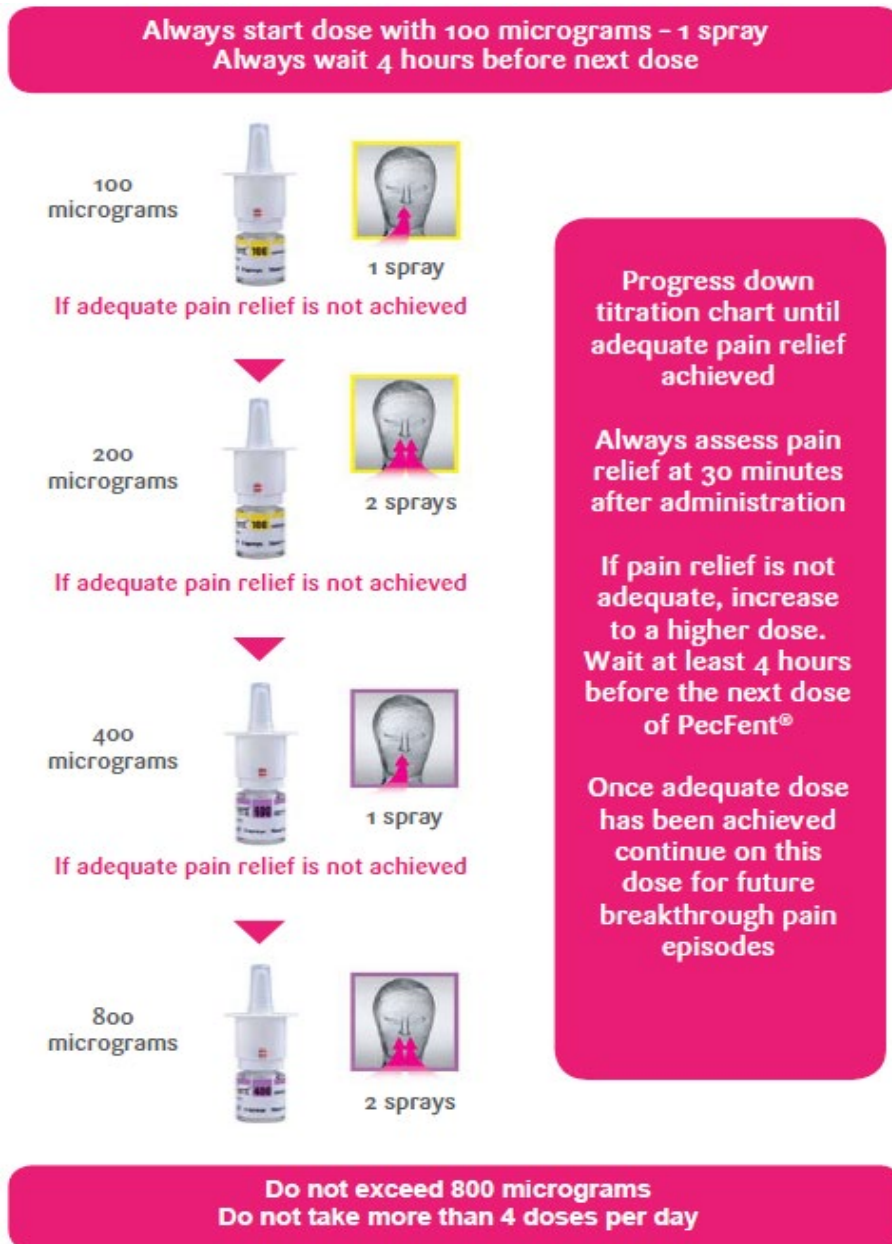 Always start dose with 100 micrograms – 1 spray
Always wait 4 hours before next dose
100
micrograms
100
1 spray
If adequate pain relief is not achieved
200
micrograms
100
2 sprays
If adequate pain relief is not achieved
400
micrograms
400
1 spray
If adequate pain relief is not achieved
800
micrograms
400
2 sprays
Progress down
titration chart until
adequate pain relief
achieved
Always assess pain
relief at 30 minutes
after administration
If pain relief is not
adequate, increase
to a higher dose.
Wait at least 4 hours
before the next dose
of PecFent®
Once adequate dose
has been achieved
continue on this
dose for future
breakthrough pain
episodes
Do not exceed 800 micrograms
Do not take more than 4 doses per day